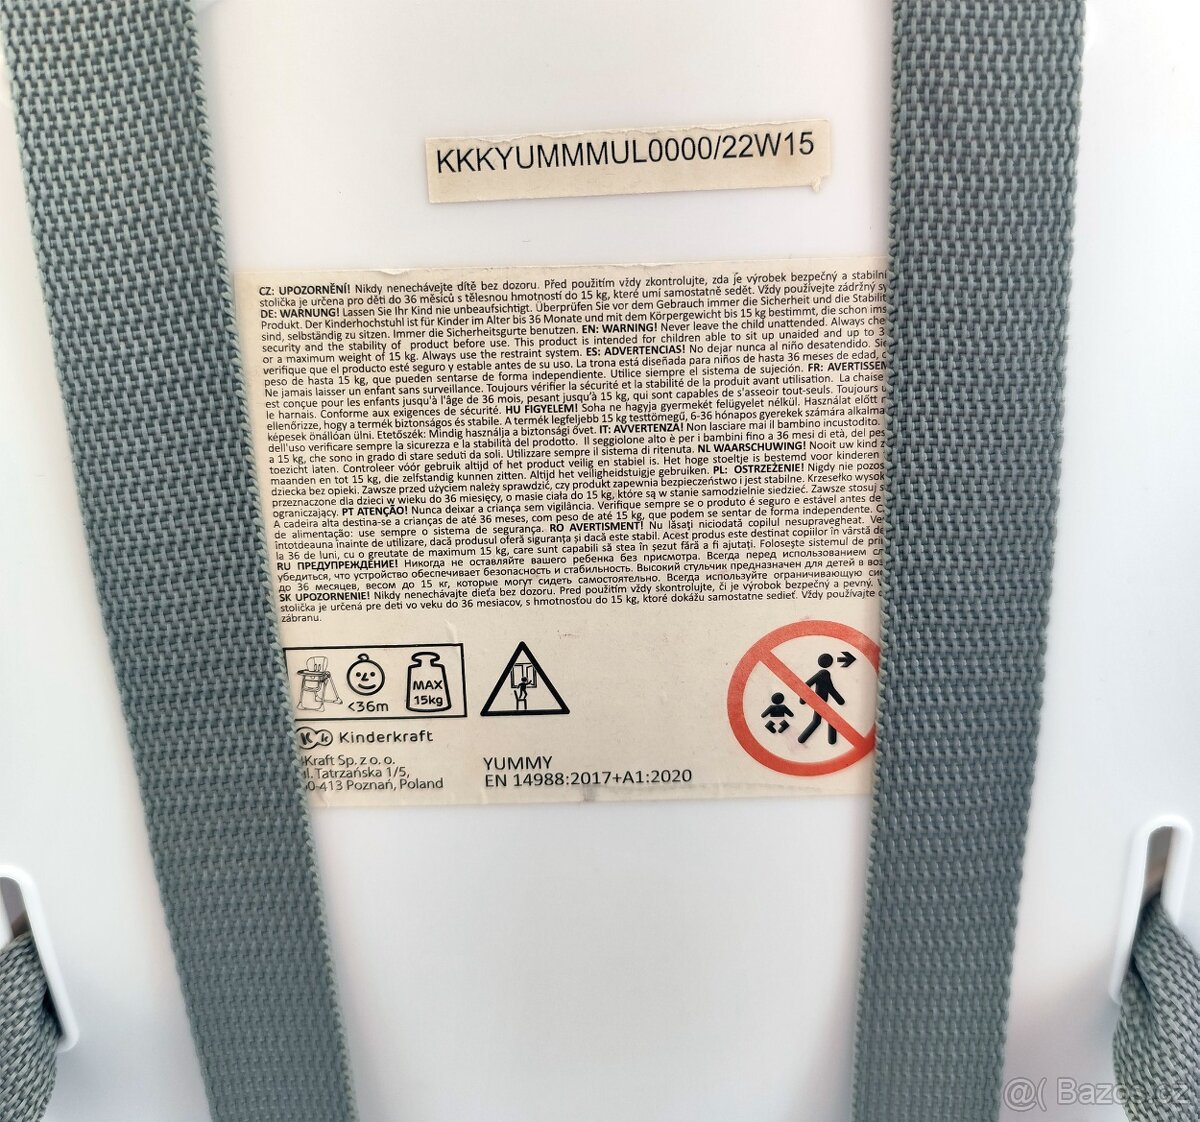 KKKYUMMMUL0000/22W15
CZ: UPOZORNĚNÍ! Nikdy nenechávejte dítě bez dozoru. Před použitím vždy zkontrolujte, zda je výrobek bezpečný a stabilní
stolička je určena pro děti do 36 měsíců s tělesnou hmotností do 15 kg, které umí samostatně sedět. Vždy používejte zádržný sy
DE: WARNUNG! Lassen Sie Ihr Kind nie unbeaufsichtigt. Überprüfen Sie vor dem Gebrauch immer die Sicherheit und die Stabilit
Produkt. Der Kinderhochstuhl ist für Kinder im Alter bis 36 Monate und mit dem Körpergewicht bis 15 kg bestimmt, die schon ims
sind, selbständig zu sitzen. Immer die Sicherheitsgurte benutzen. EN: WARNING! Never leave the child unattended. Always che
security and the stability of product before use. This product is intended for children able to sit up unaided and up to 3
or a maximum weight of 15 kg. Always use the restraint system. ES: ADVERTENCIAS! No dejar nunca al niño desatendido. Sie
verifique que el producto esté seguro y estable antes de su uso. La trona está diseñada para niños de hasta 36 meses de edad, c
peso de hasta 15 kg, que pueden sentarse de forma independiente. Utilice siempre el sistema de sujeción. FR: AVERTISSEM
Ne jamais laisser un enfant sans surveillance. Toujours vérifier la sécurité et la stabilité de la produit avant utilisation. La chaise
est conçue pour les enfants jusqu'à l'âge de 36 mois, pesant jusqu'à 15 kg, qui sont capables de s'asseoir tout-seuls. Toujours u
le harnais. Conforme aux exigences de sécurité. HU FIGYELEM! Soha ne hagyja gyermekét felügyelet nélkül. Használat előtt m
ellenőrizze, hogy a termék biztonságos és stabile. A termék legfeljebb 15 kg testtömegű, 6-36 hónapos gyerekek számára alkalma
képesek önállóan ülni. Etetőszék: Mindig használja a biztonsági övet. IT: AVVERTENZA! Non lasciare mai il bambino incustodito.
dell'uso verificare sempre la sicurezza e la stabilità del prodotto. Il seggiolone alto è per i bambini fino a 36 mesi di età, del pes
a 15 kg, che sono in grado di stare seduti da soli. Utilizzare sempre il sistema di ritenuta. NL WAARSCHUWING! Nooit uw kind z
toezicht laten. Controleer vóór gebruik altijd of het product veilig en stabiel is. Het hoge stoeltje is bestemd voor kinderen
maanden en tot 15 kg, die zelfstandig kunnen zitten. Altijd het veiligheidstuigje gebruiken. PL: OSTRZEŻENIE! Nigdy nie pozos
dziecka bez opieki. Zawsze przed użyciem należy sprawdzić, czy produkt zapewnia bezpieczeństwo i jest stabilne. Krzesełko wysok
przeznaczone dla dzieci w wieku do 36 miesięcy, o masie ciała do 15 kg, które są w stanie samodzielnie siedzieć. Zawsze stosuj s
ograniczający. PT ATENÇÃO! Nunca deixar a criança sem vigilância. Verifique sempre se o produto é seguro e estável antes de
A cadeira alta destina-se a crianças de até 36 meses, com peso de até 15 kg, que podem se sentar de forma independente. C
de alimentação: use sempre o sistema de segurança. RO AVERTISMENT! Nu lăsați niciodată copilul nesupravegheat. Ve
întotdeauna înainte de utilizare, dacă produsul oferă siguranța și dacă este stabil. Acest produs este destinat copiilor în vârstă de
la 36 de luni, cu o greutate de maximum 15 kg, care sunt capabili să stea în șezut fără a fi ajutați. Folosește sistemul de prin
RU ПРЕДУПРЕЖДЕНИЕ! Никогда не оставляйте вашего ребенка без присмотра. Всегда перед использованием сл
убедиться, что устройство обеспечивает безопасность и стабильность. Высокий стульчик предназначен для детей в воз
до 36 месяцев, весом до 15 кг, которые могут сидеть самостоятельно. Всегда используйте ограничивающую сис
SK UPOZORNENIE! Nikdy nenechávajte dieťa bez dozoru. Pred použitím vždy skontrolujte, či je výrobok bezpečný a pevný. V
stolička je určená pre deti vo veku do 36 mesiacov, s hmotnosťou do 15 kg, ktoré dokážu samostatne sedieť. Vždy používajte
zábranu.
<36m
MAX
15kg
Kk Kinderkraft
4Kraft Sp. z o. o.
ul. Tatrzańska 1/5,
60-413 Poznań, Poland
YUMMY
EN 14988:2017+A1:2020
@( Bazos.cz